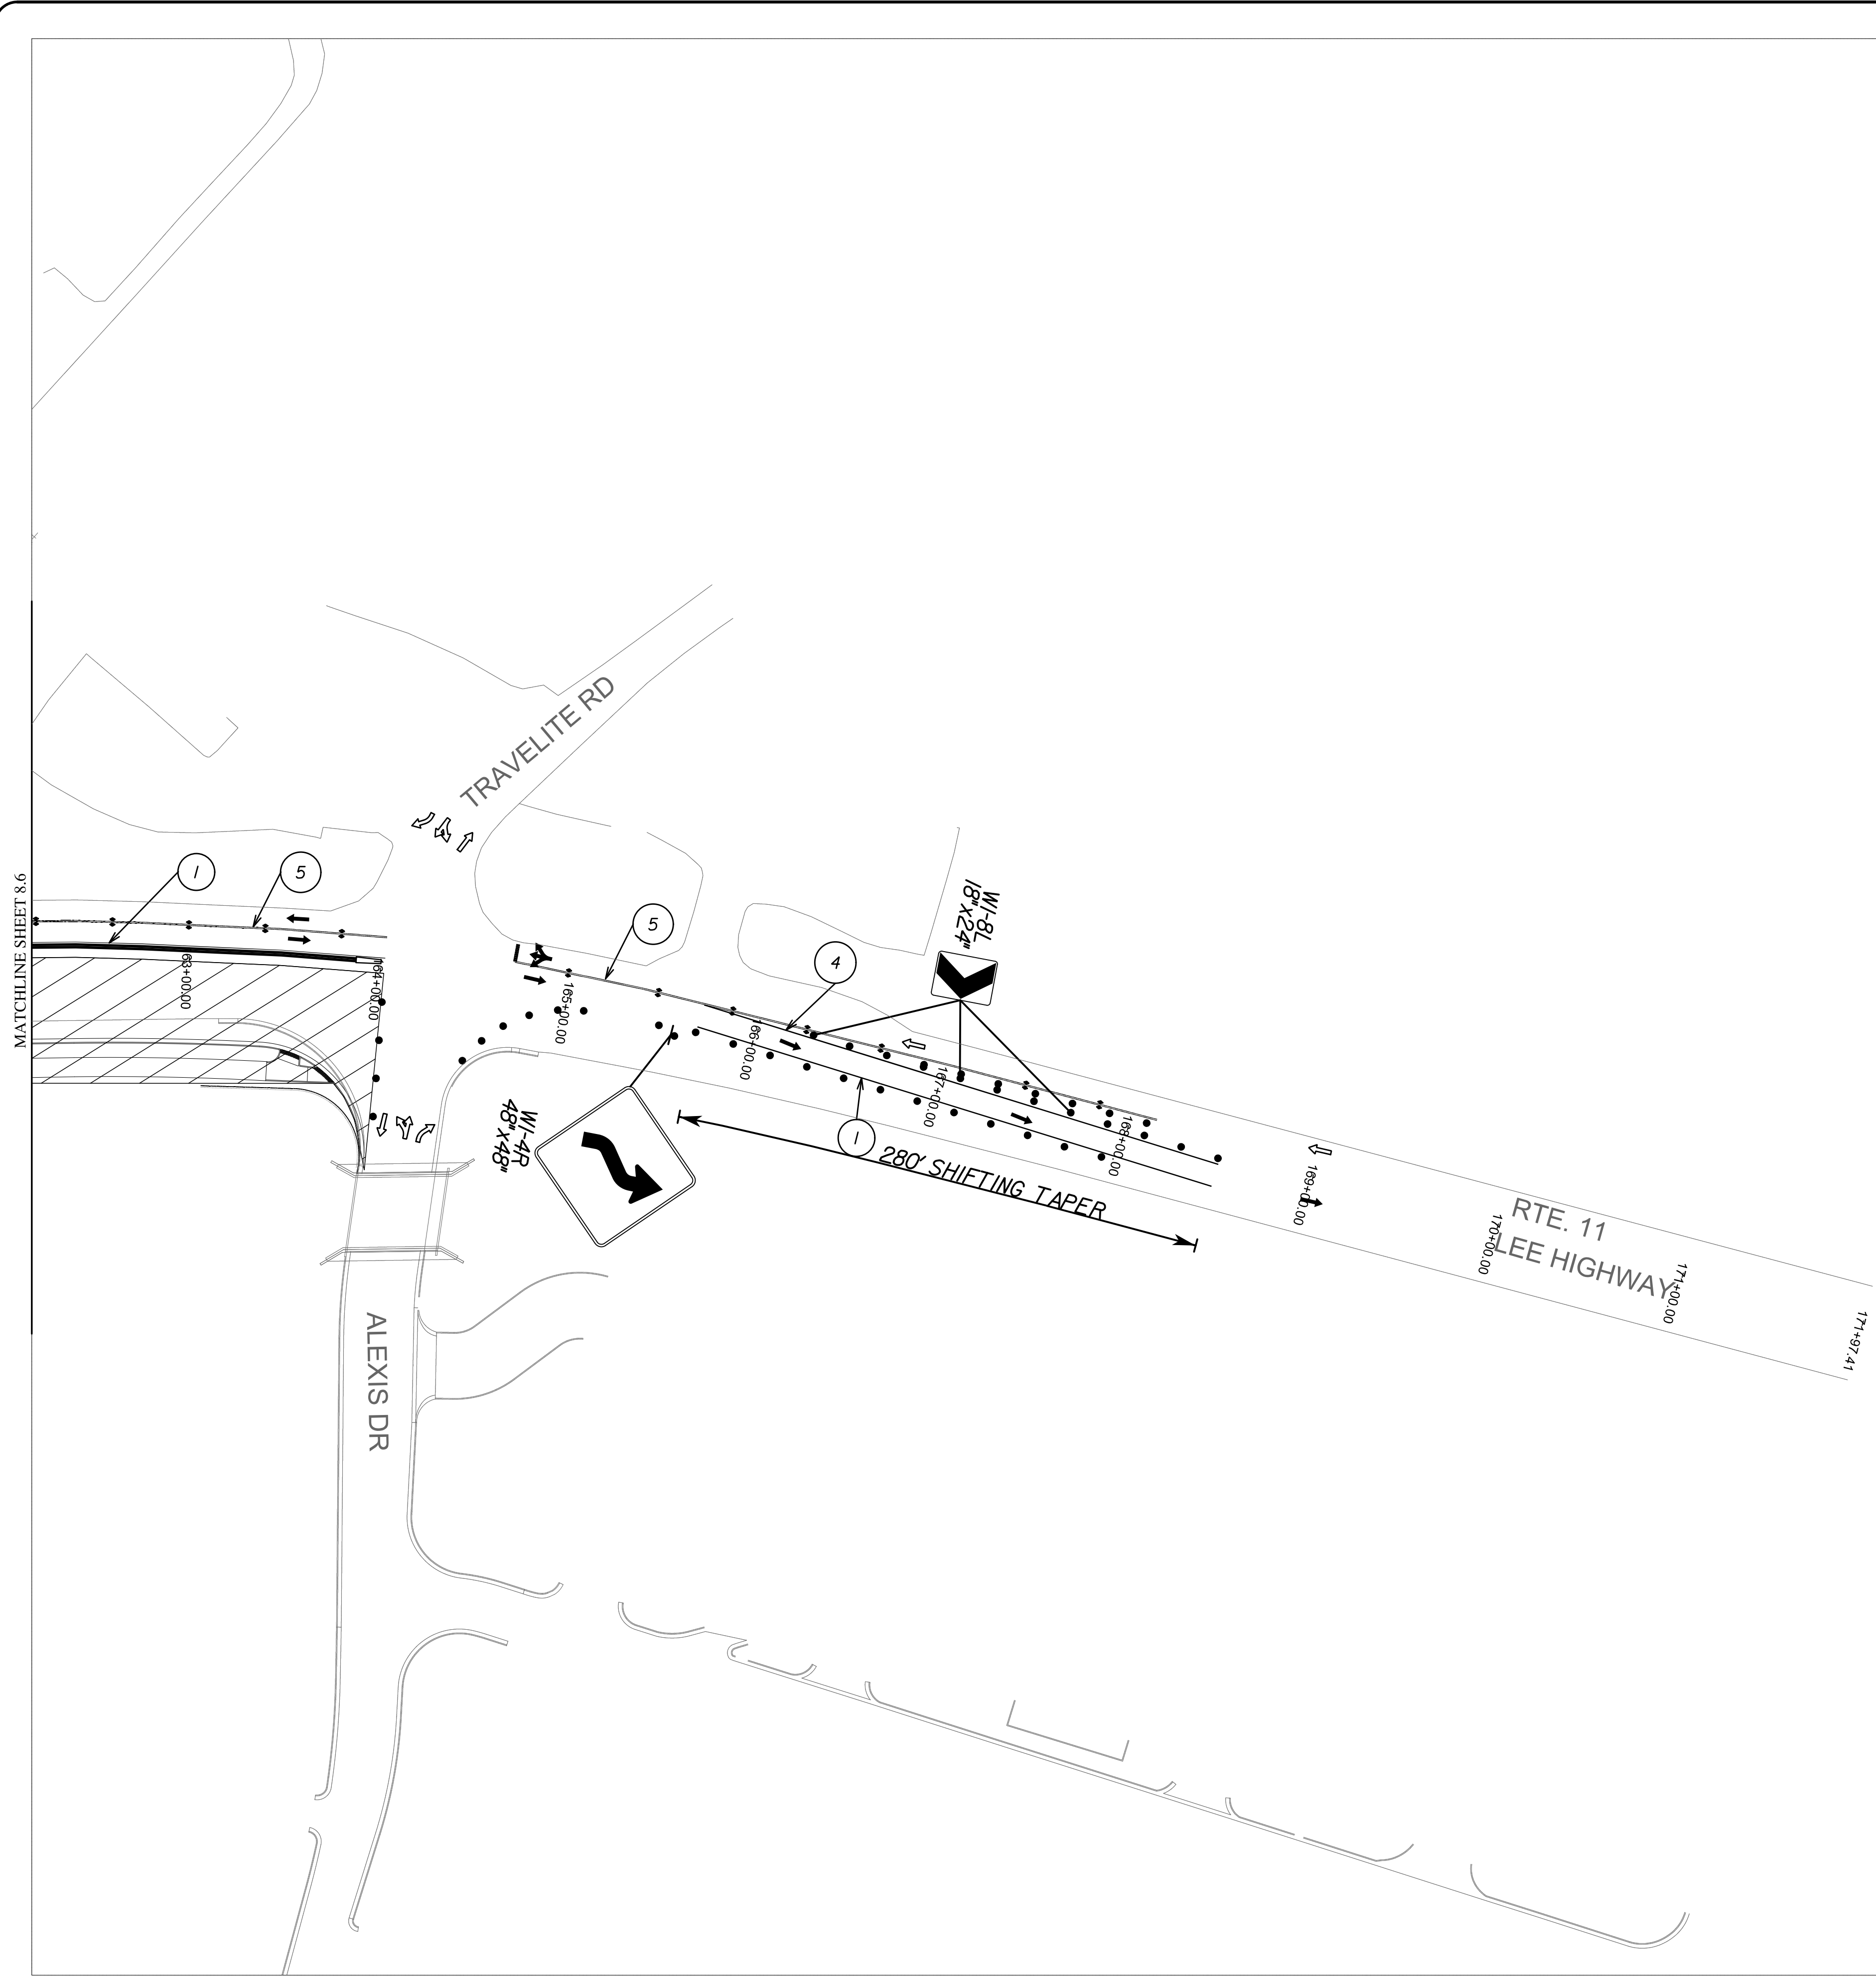 TRAVELITE RD
MATCHLINE SHEET 8.6
1
5
5
4
W1-8L
18"x24"
63+00.00
164+00.00
165+00.00
166+00.00
167+00.00
168+00.00
169+00.00
170+00.00
171+00.00
171+97.41
W1-4R
48"x48"
1
280' SHIFTING TAPER
RTE. 11
LEE HIGHWAY
ALEXIS DR